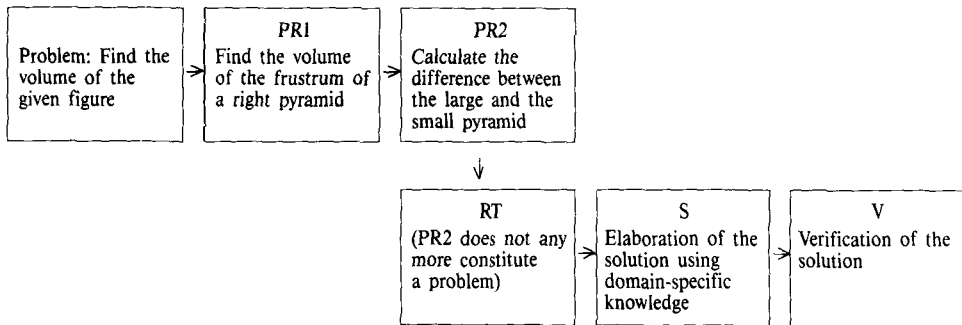 Problem: Find the
volume of the
given figure
PR1
Find the volume
of the frustrum of
a right pyramid
PR2
Calculate the
difference between
the large and the
small pyramid
RT
(PR2 does not any
more constitute
a problem)
S
Elaboration of the
solution using
domain-specific
knowledge
V
Verification of the
solution